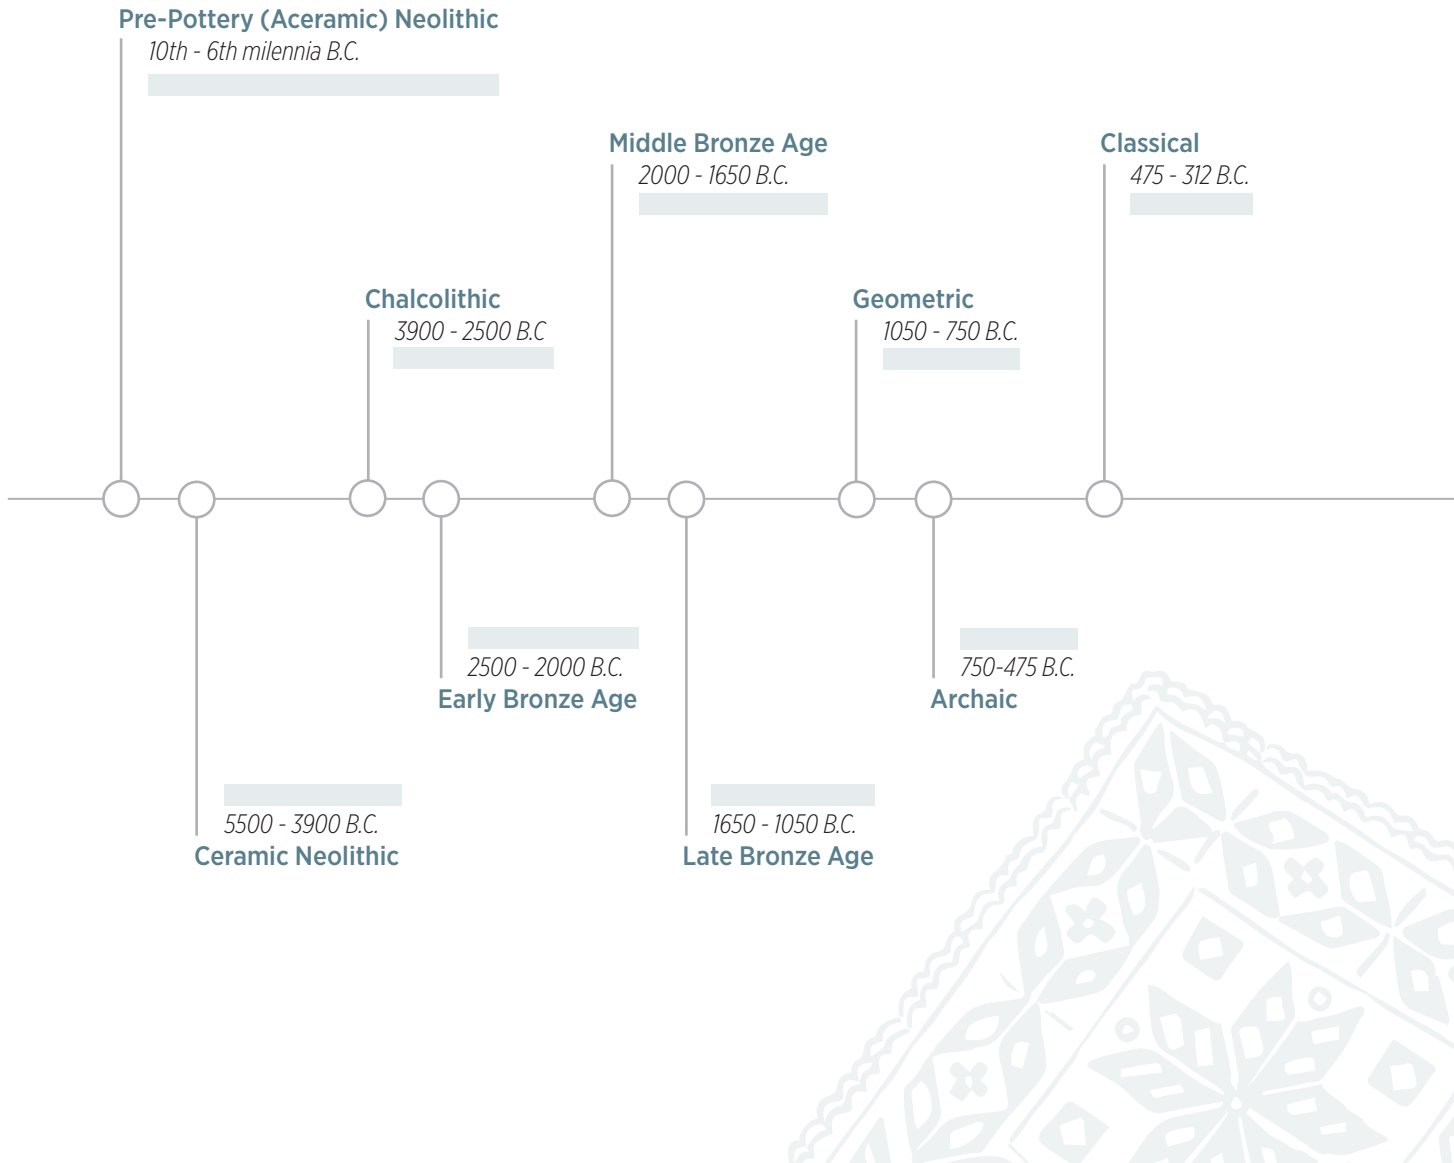 Pre-Pottery (Aceramic) Neolithic
10th - 6th milennia B.C.
Middle Bronze Age
2000 - 1650 B.C.
Classical
475 - 312 B.C.
Chalcolithic
3900 - 2500 B.C
Geometric
1050 - 750 B.C.
2500 - 2000 B.C.
Early Bronze Age
750-475 B.C.
Archaic
5500 - 3900 B.C.
Ceramic Neolithic
1650 - 1050 B.C.
Late Bronze Age